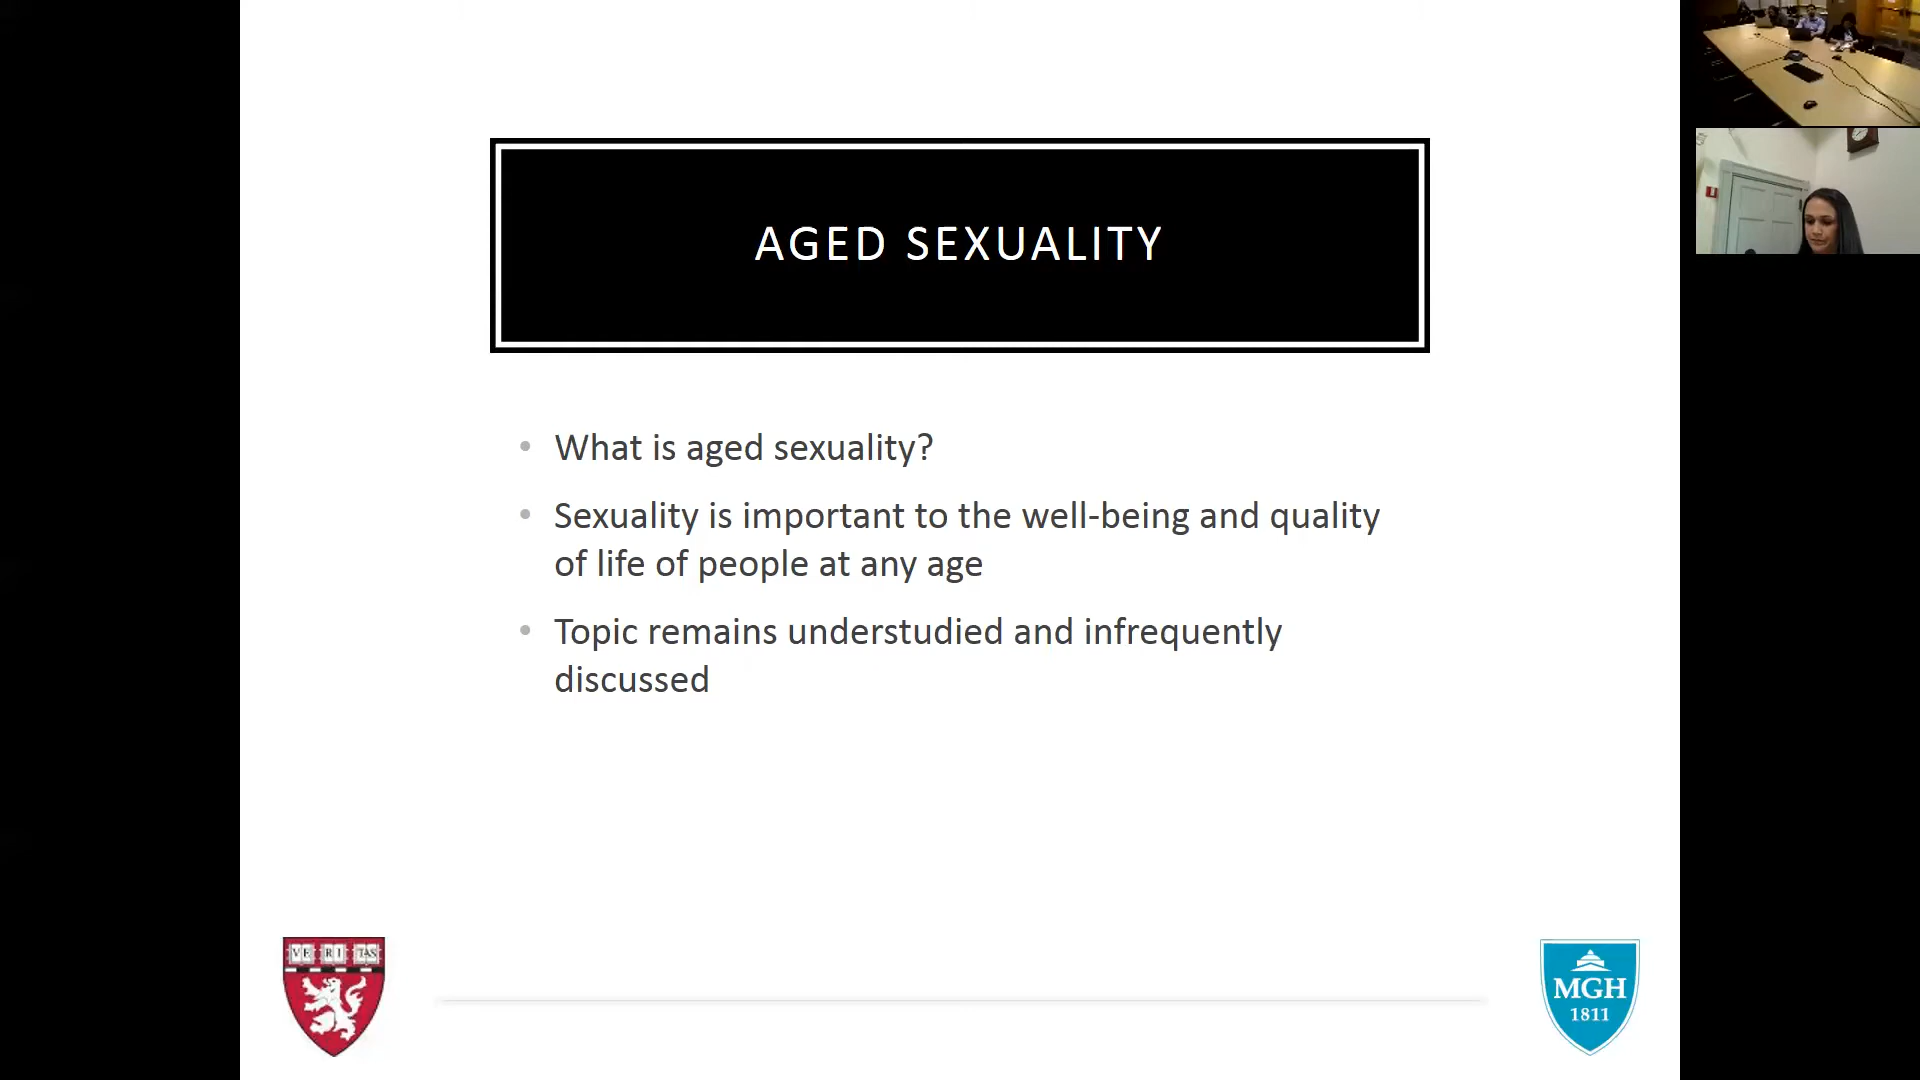 AGED SEXUALITY
• What is aged sexuality?
• Sexuality is important to the well-being and quality
of life of people at any age
• Topic remains understudied and infrequently
discussed
VE RI TAS
MGH
1811